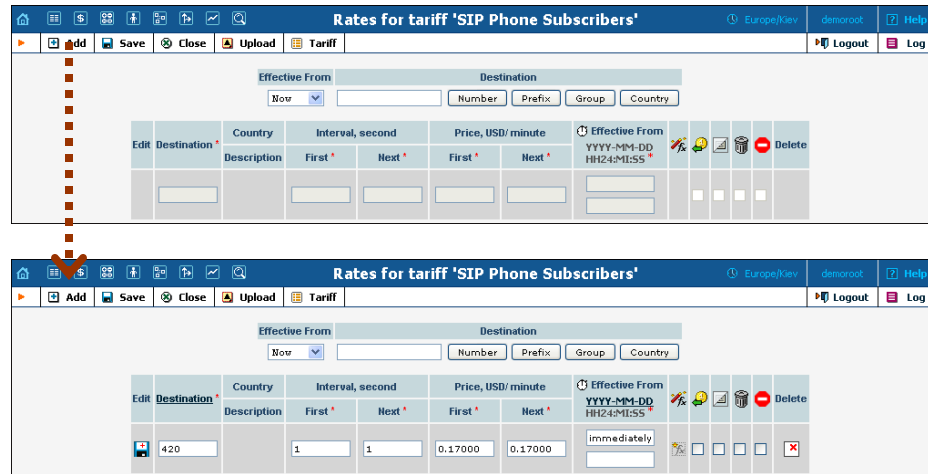 Rates for tariff 'SIP Phone Subscribers' Europe/Kiev demoroot Help
Add Save Close Upload Tariff Logout Log
Effective From Destination
Now Number Prefix Group Country
Edit Destination * Country Interval, second Price, USD/ minute Effective From YYYY-MM-DD HH24:MI:SS * Delete
Description First * Next * First * Next *
Rates for tariff 'SIP Phone Subscribers' Europe/Kiev demoroot Help
Add Save Close Upload Tariff Logout Log
Effective From Destination
Now Number Prefix Group Country
Edit Destination * Country Interval, second Price, USD/ minute Effective From YYYY-MM-DD HH24:MI:SS * Delete
Description First * Next * First * Next *
420 1 1 0.17000 0.17000 immediately